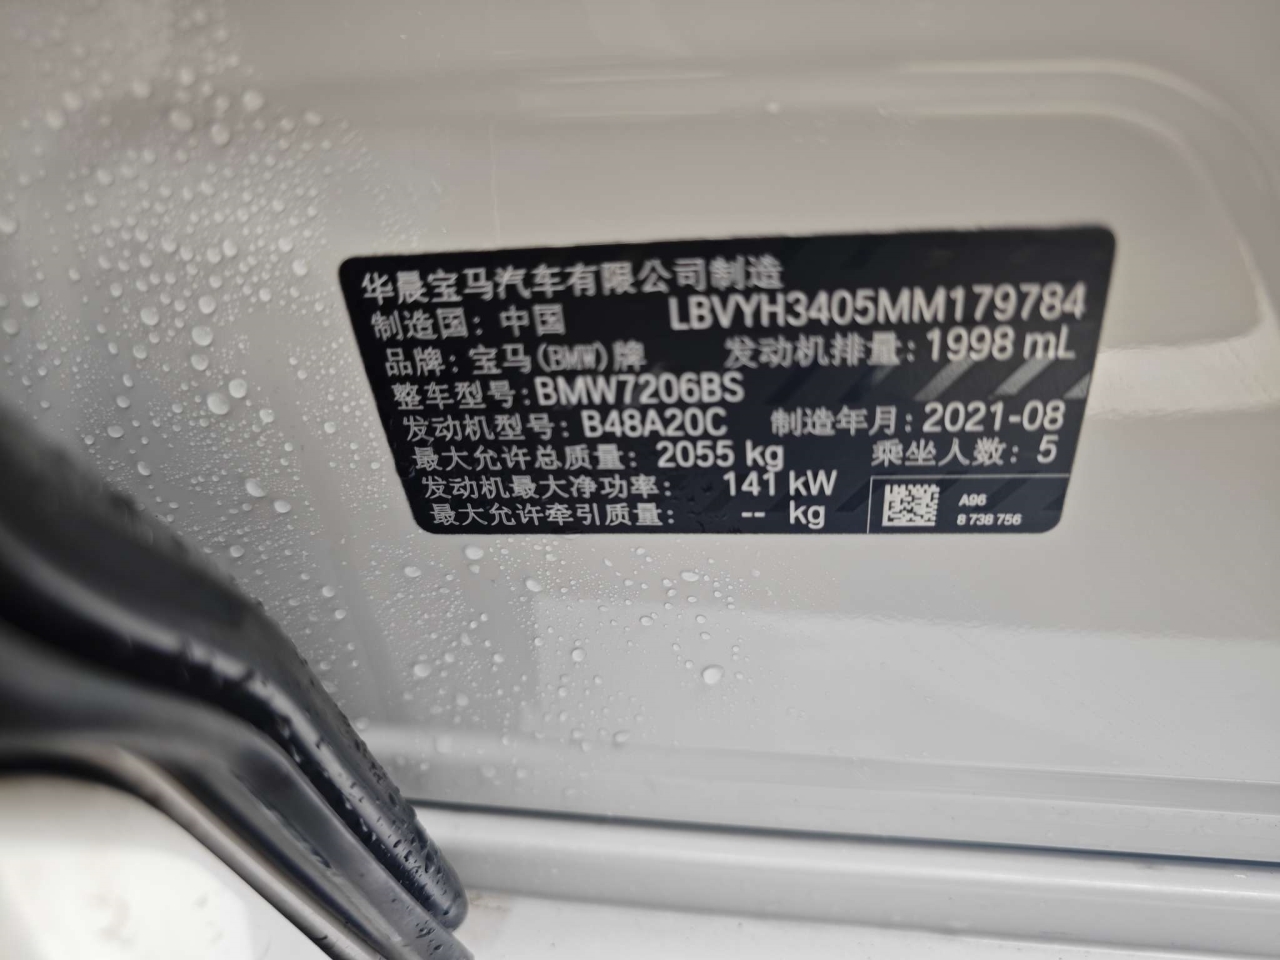 华晨宝马汽车有限公司制造
制造国：中国 LBVYH3405MM179784
品牌：宝马(BMW)牌 发动机排量：1998 mL
整车型号：BMW7206BS
发动机型号：B48A20C 制造年月：2021-08
最大允许总质量：2055 kg 乘坐人数：5
发动机最大净功率：141 kW
最大允许牵引质量：-- kg
A96
8 738 756